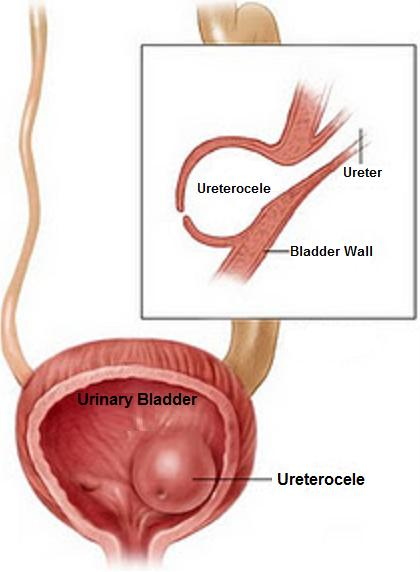 Ureterocele
Ureter
Bladder Wall
Urinary Bladder
Ureterocele